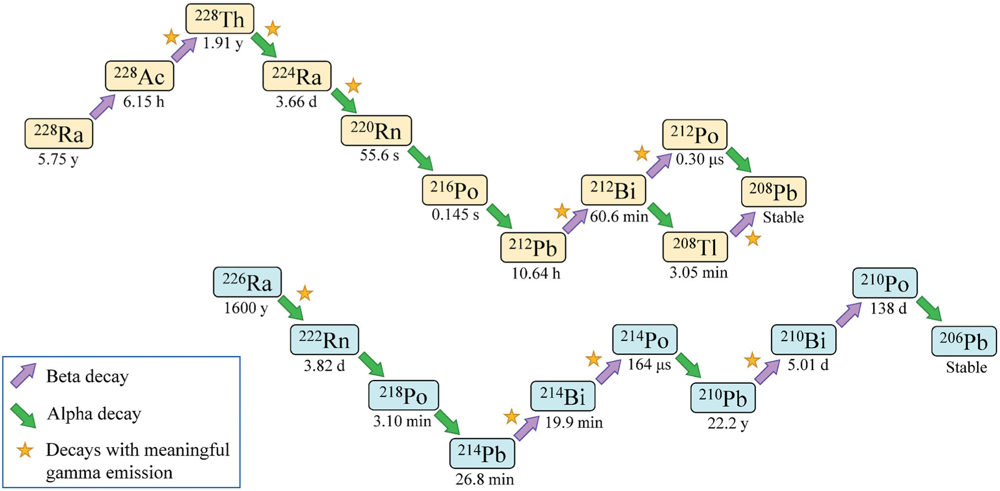 ²²⁸Th
1.91 y
²²⁸Ac
6.15 h
²²⁸Ra
5.75 y
²²⁴Ra
3.66 d
²²⁰Rn
55.6 s
²¹⁶Po
0.145 s
²¹²Pb
10.64 h
²¹²Bi
60.6 min
²¹²Po
0.30 μs
²⁰⁸Tl
3.05 min
²⁰⁸Pb
Stable
²²⁶Ra
1600 y
²²²Rn
3.82 d
²¹⁸Po
3.10 min
²¹⁴Pb
26.8 min
²¹⁴Bi
19.9 min
²¹⁴Po
164 μs
²¹⁰Pb
22.2 y
²¹⁰Bi
5.01 d
²¹⁰Po
138 d
²⁰⁶Pb
Stable
Beta decay
Alpha decay
Decays with meaningful
gamma emission